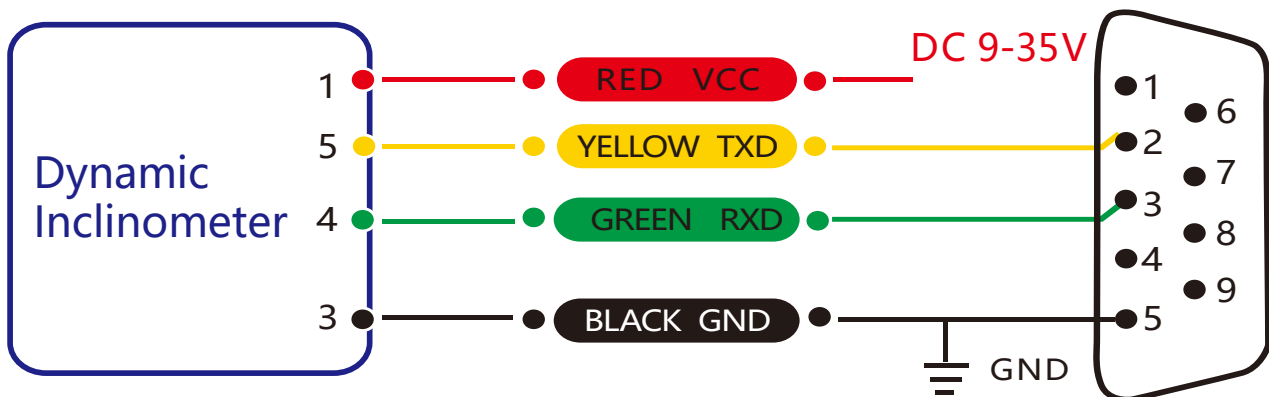 DC 9-35V
1 RED VCC 1
6
5 YELLOW TXD 2
Dynamic
7
Inclinometer 4 GREEN RXD 3
8
4
9
3 BLACK GND 5
GND